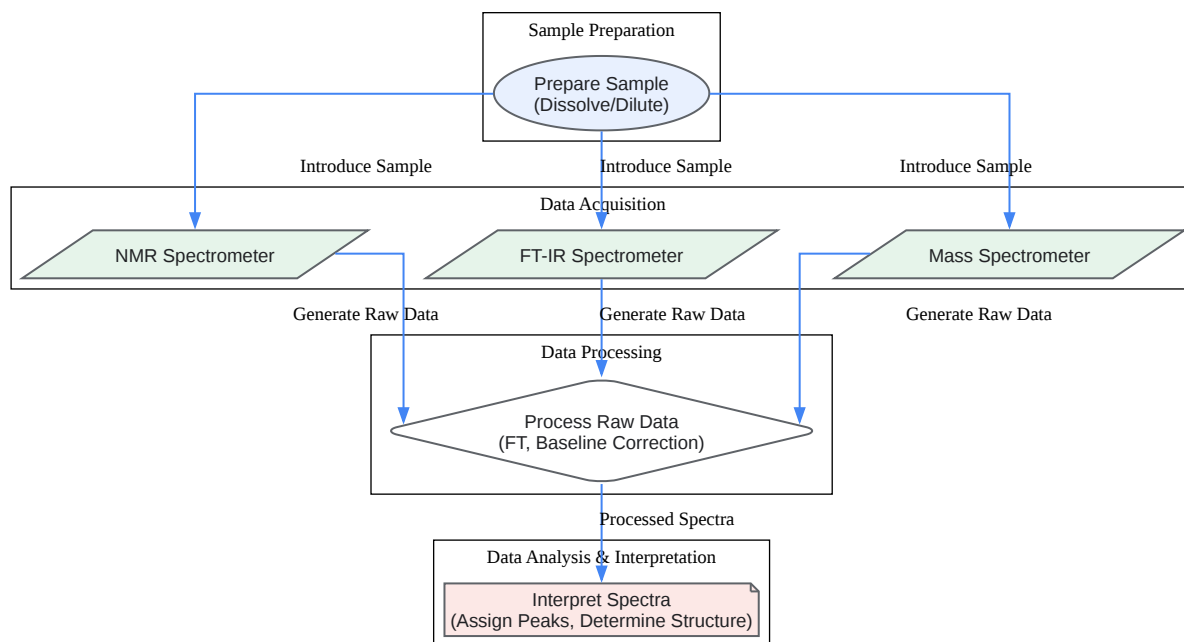 Sample Preparation
Prepare Sample
(Dissolve/Dilute)
Introduce Sample
Introduce Sample
Introduce Sample
Data Acquisition
NMR Spectrometer
FT-IR Spectrometer
Mass Spectrometer
Generate Raw Data
Generate Raw Data
Generate Raw Data
Data Processing
Process Raw Data
(FT, Baseline Correction)
Processed Spectra
Data Analysis & Interpretation
Interpret Spectra
(Assign Peaks, Determine Structure)